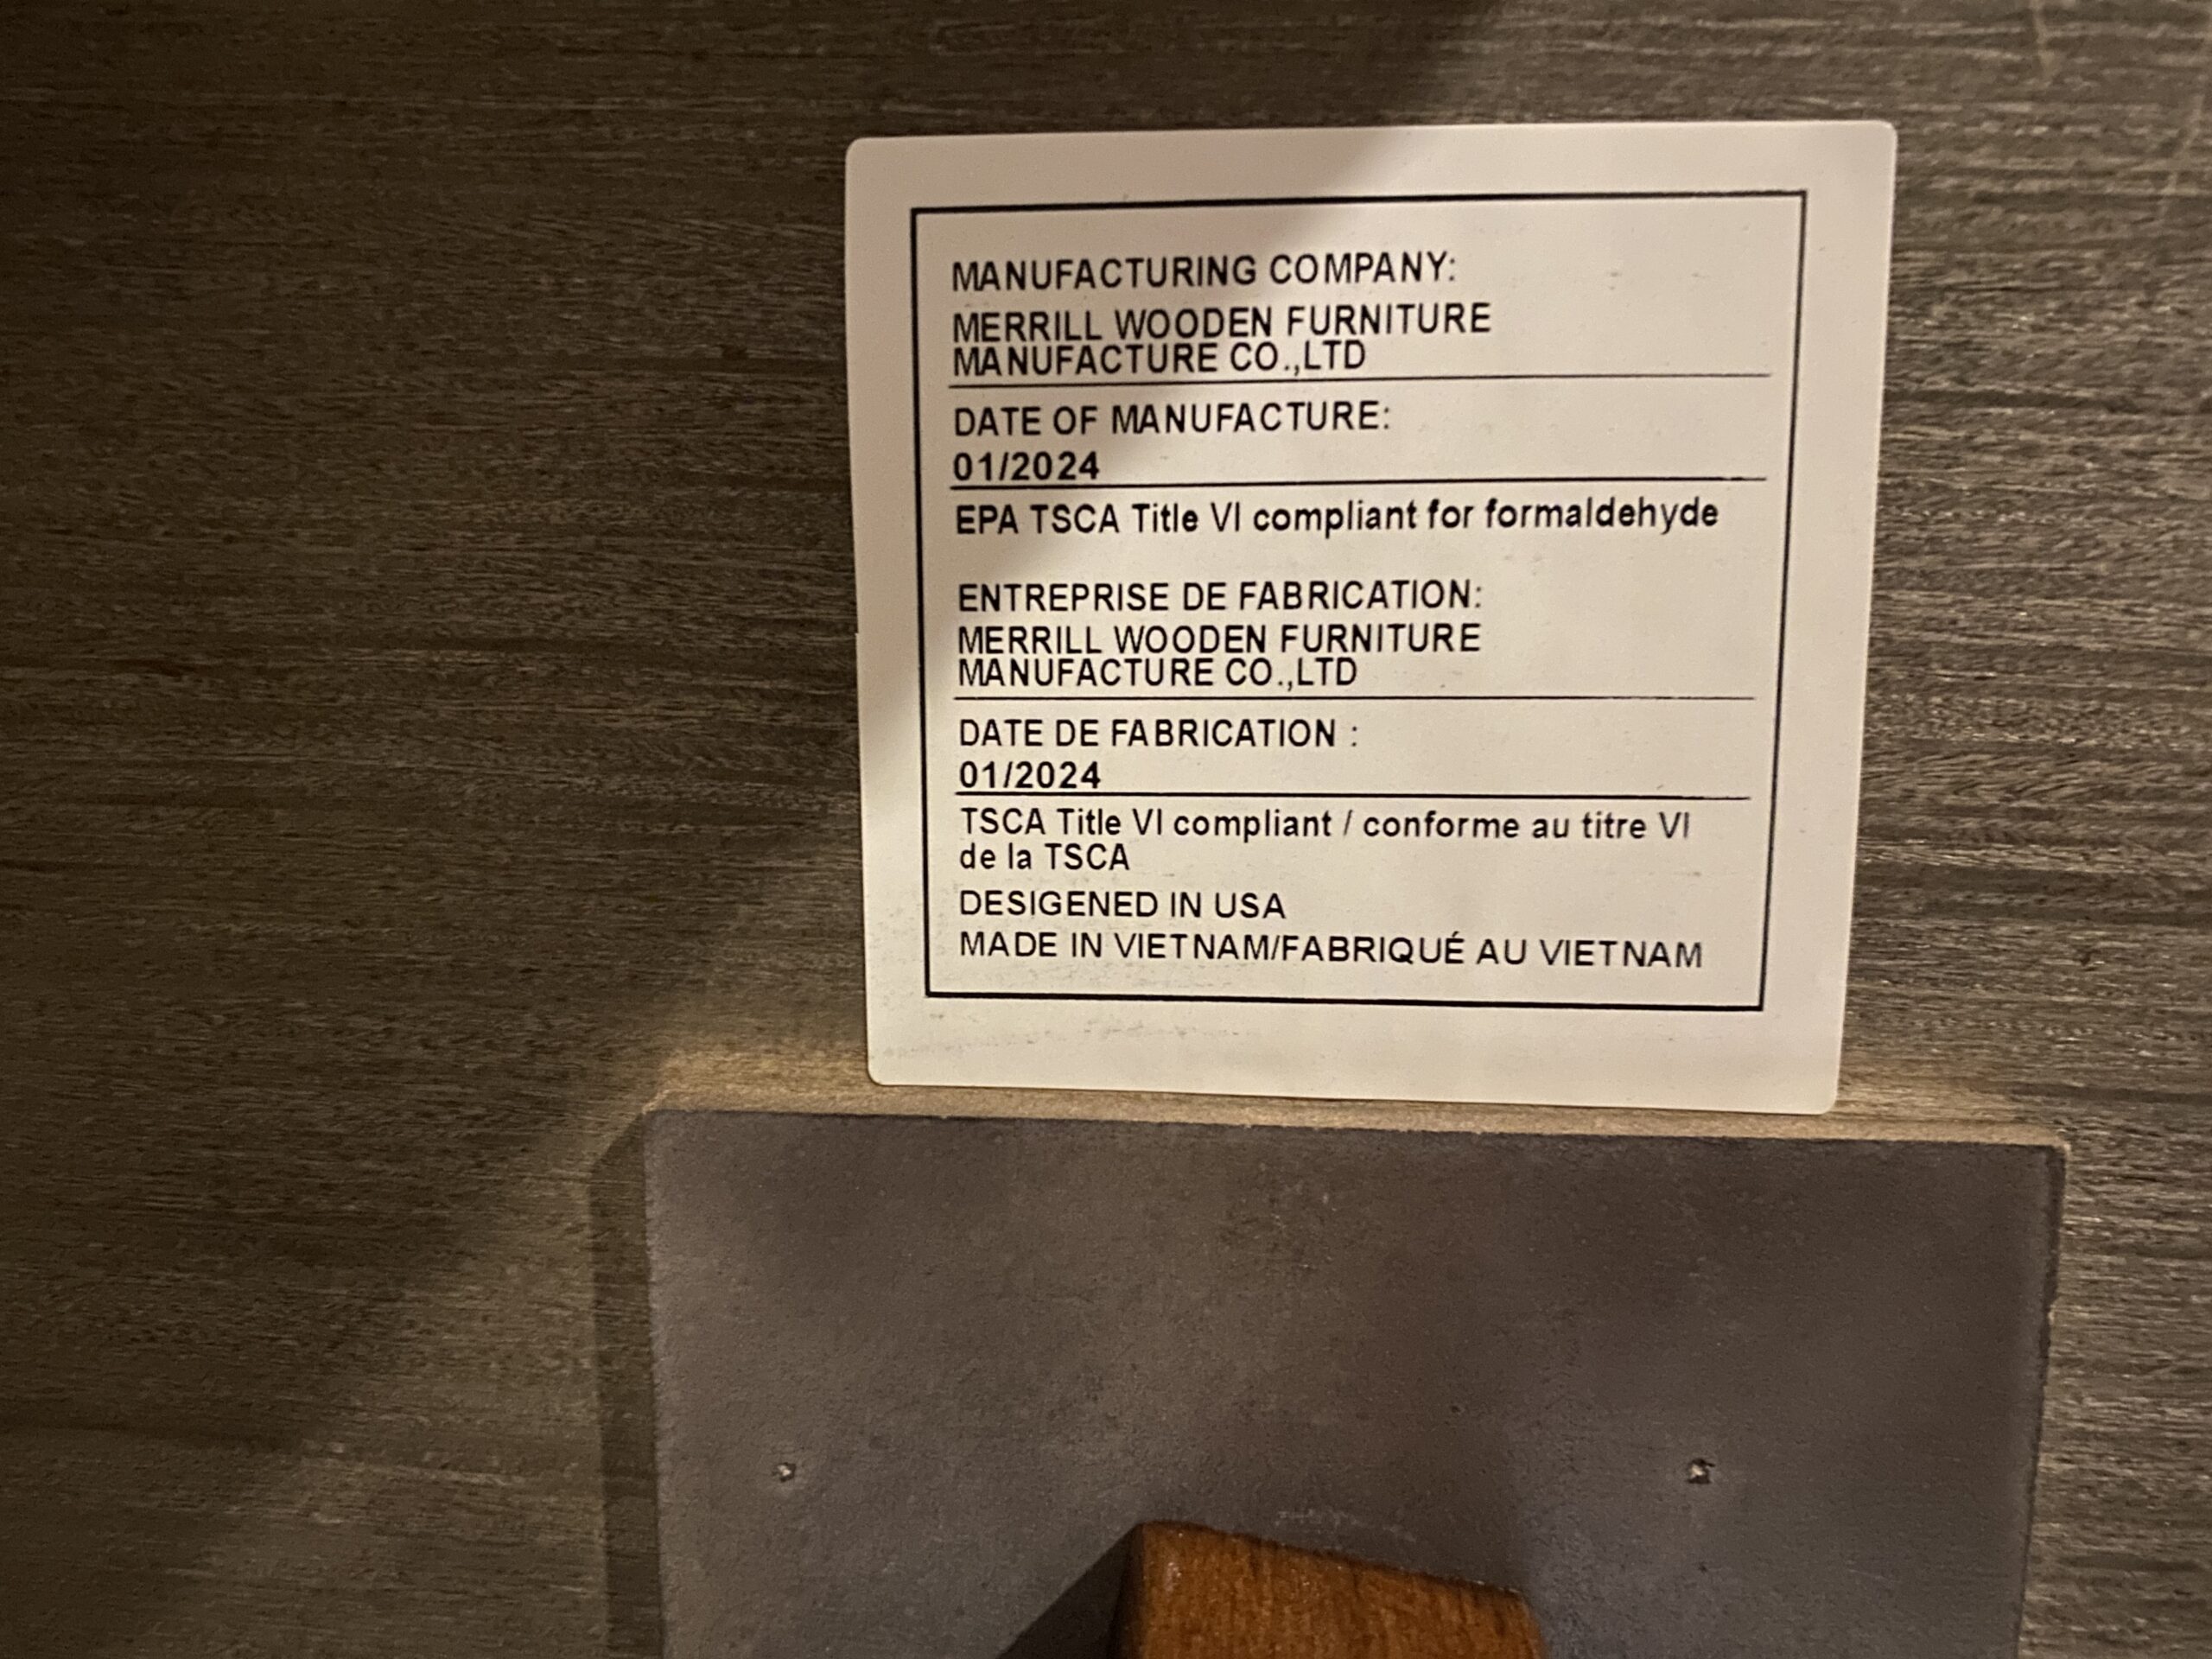 MANUFACTURING COMPANY:
MERRILL WOODEN FURNITURE
MANUFACTURE CO.,LTD
DATE OF MANUFACTURE:
01/2024
EPA TSCA Title VI compliant for formaldehyde
ENTREPRISE DE FABRICATION:
MERRILL WOODEN FURNITURE
MANUFACTURE CO.,LTD
DATE DE FABRICATION :
01/2024
TSCA Title VI compliant / conforme au titre VI
de la TSCA
DESIGENED IN USA
MADE IN VIETNAM/FABRIQUÉ AU VIETNAM